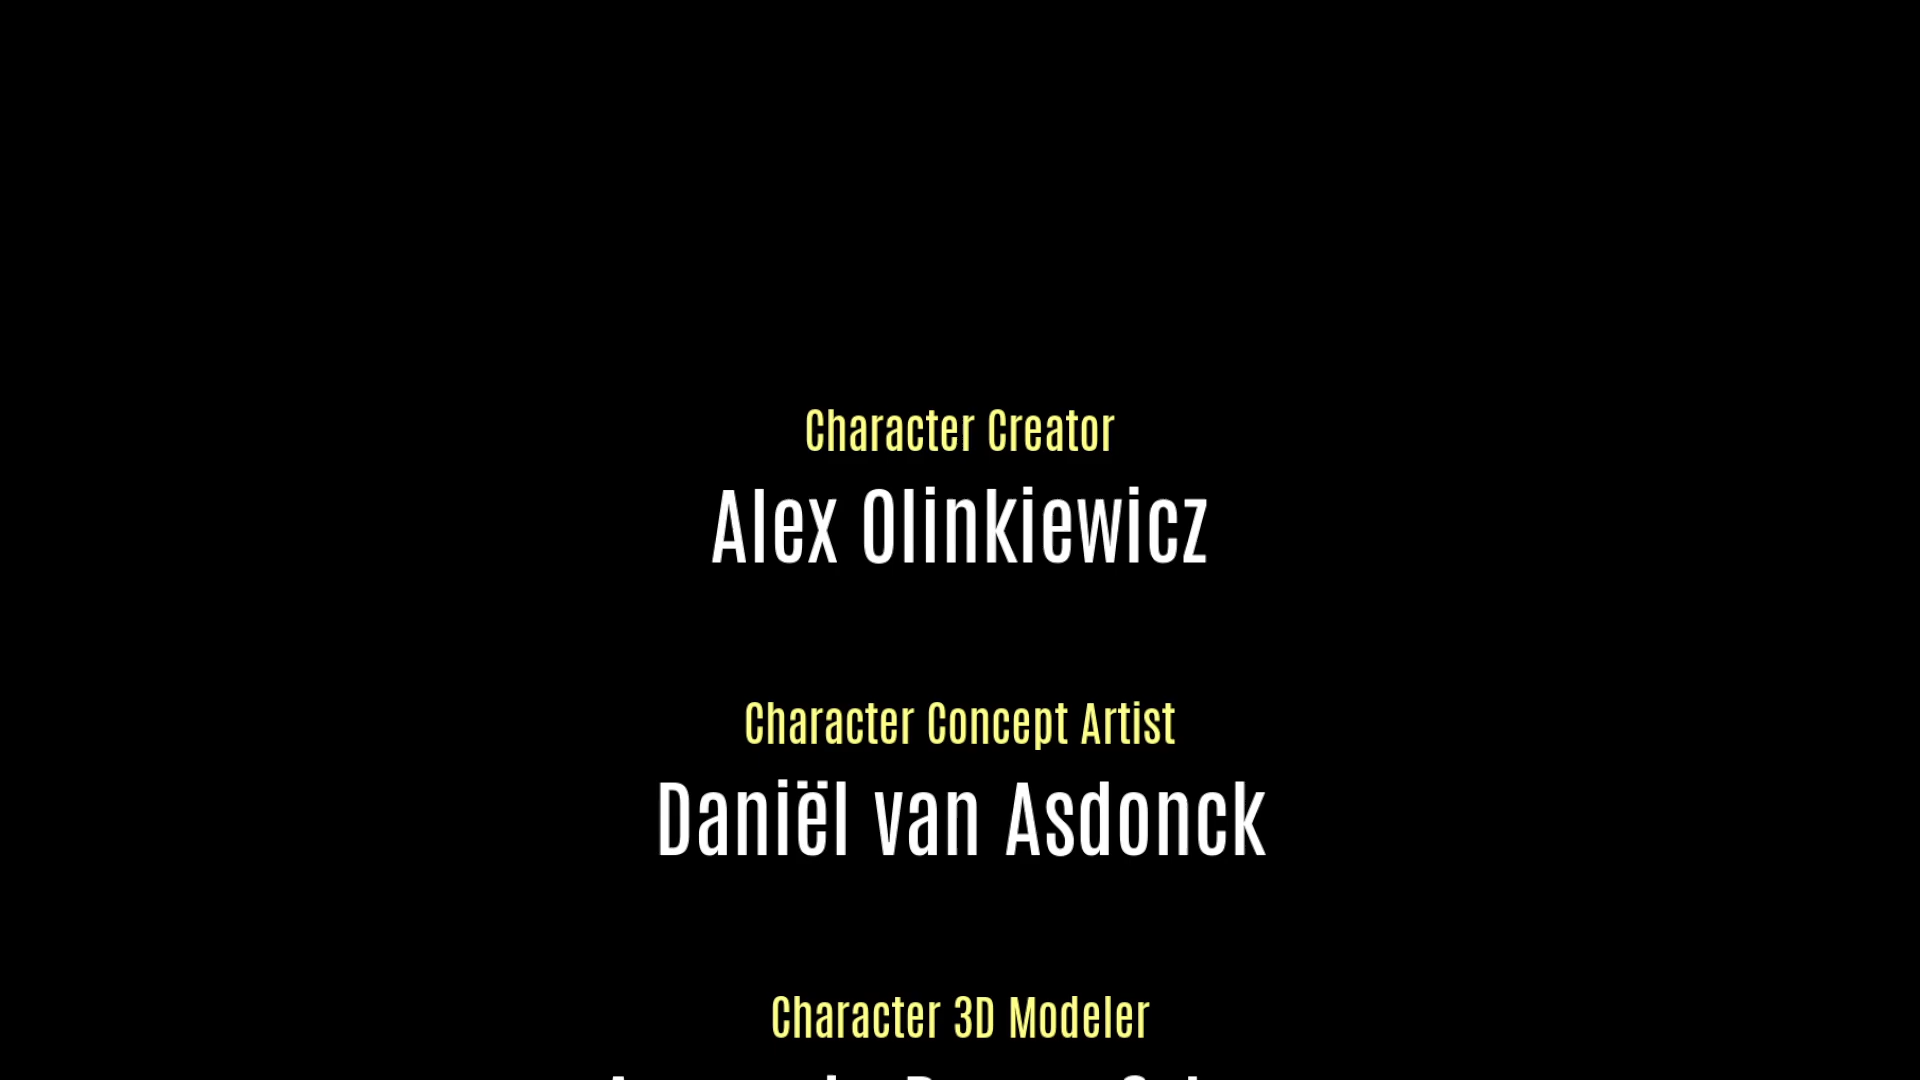 Character Creator
Alex Olinkiewicz
Character Concept Artist
Daniël van Asdonck
Character 3D Modeler